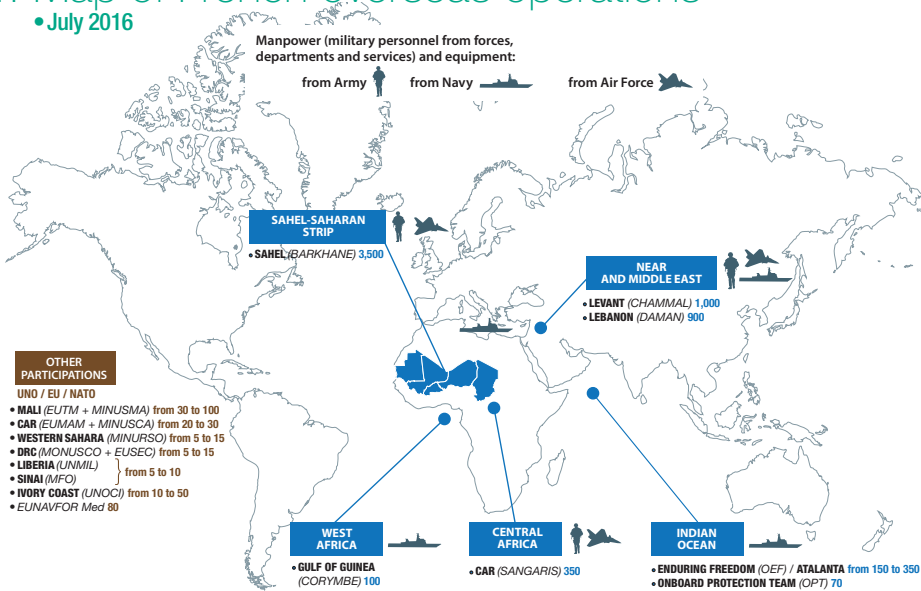 Map of French overseas operations
• July 2016
Manpower (military personnel from forces,
departments and services) and equipment:
from Army
from Navy
from Air Force
SAHEL-SAHARAN
STRIP
• SAHEL (BARKHANE) 3,500
NEAR
AND MIDDLE EAST
• LEVANT (CHAMMAL) 1,000
• LEBANON (DAMAN) 900
OTHER
PARTICIPATIONS
UNO / EU / NATO
• MALI (EUTM + MINUSMA) from 30 to 100
• CAR (EUMAM + MINUSCA) from 20 to 30
• WESTERN SAHARA (MINURSO) from 5 to 15
• DRC (MONUSCO + EUSEC) from 5 to 15
• LIBERIA (UNMIL)
• SINAI (MFO)
from 5 to 10
• IVORY COAST (UNOCI) from 10 to 50
• EUNAVFOR Med 80
WEST
AFRICA
• GULF OF GUINEA
(CORYMBE) 100
CENTRAL
AFRICA
• CAR (SANGARIS) 350
INDIAN
OCEAN
• ENDURING FREEDOM (OEF) / ATALANTA from 150 to 350
• ONBOARD PROTECTION TEAM (OPT) 70